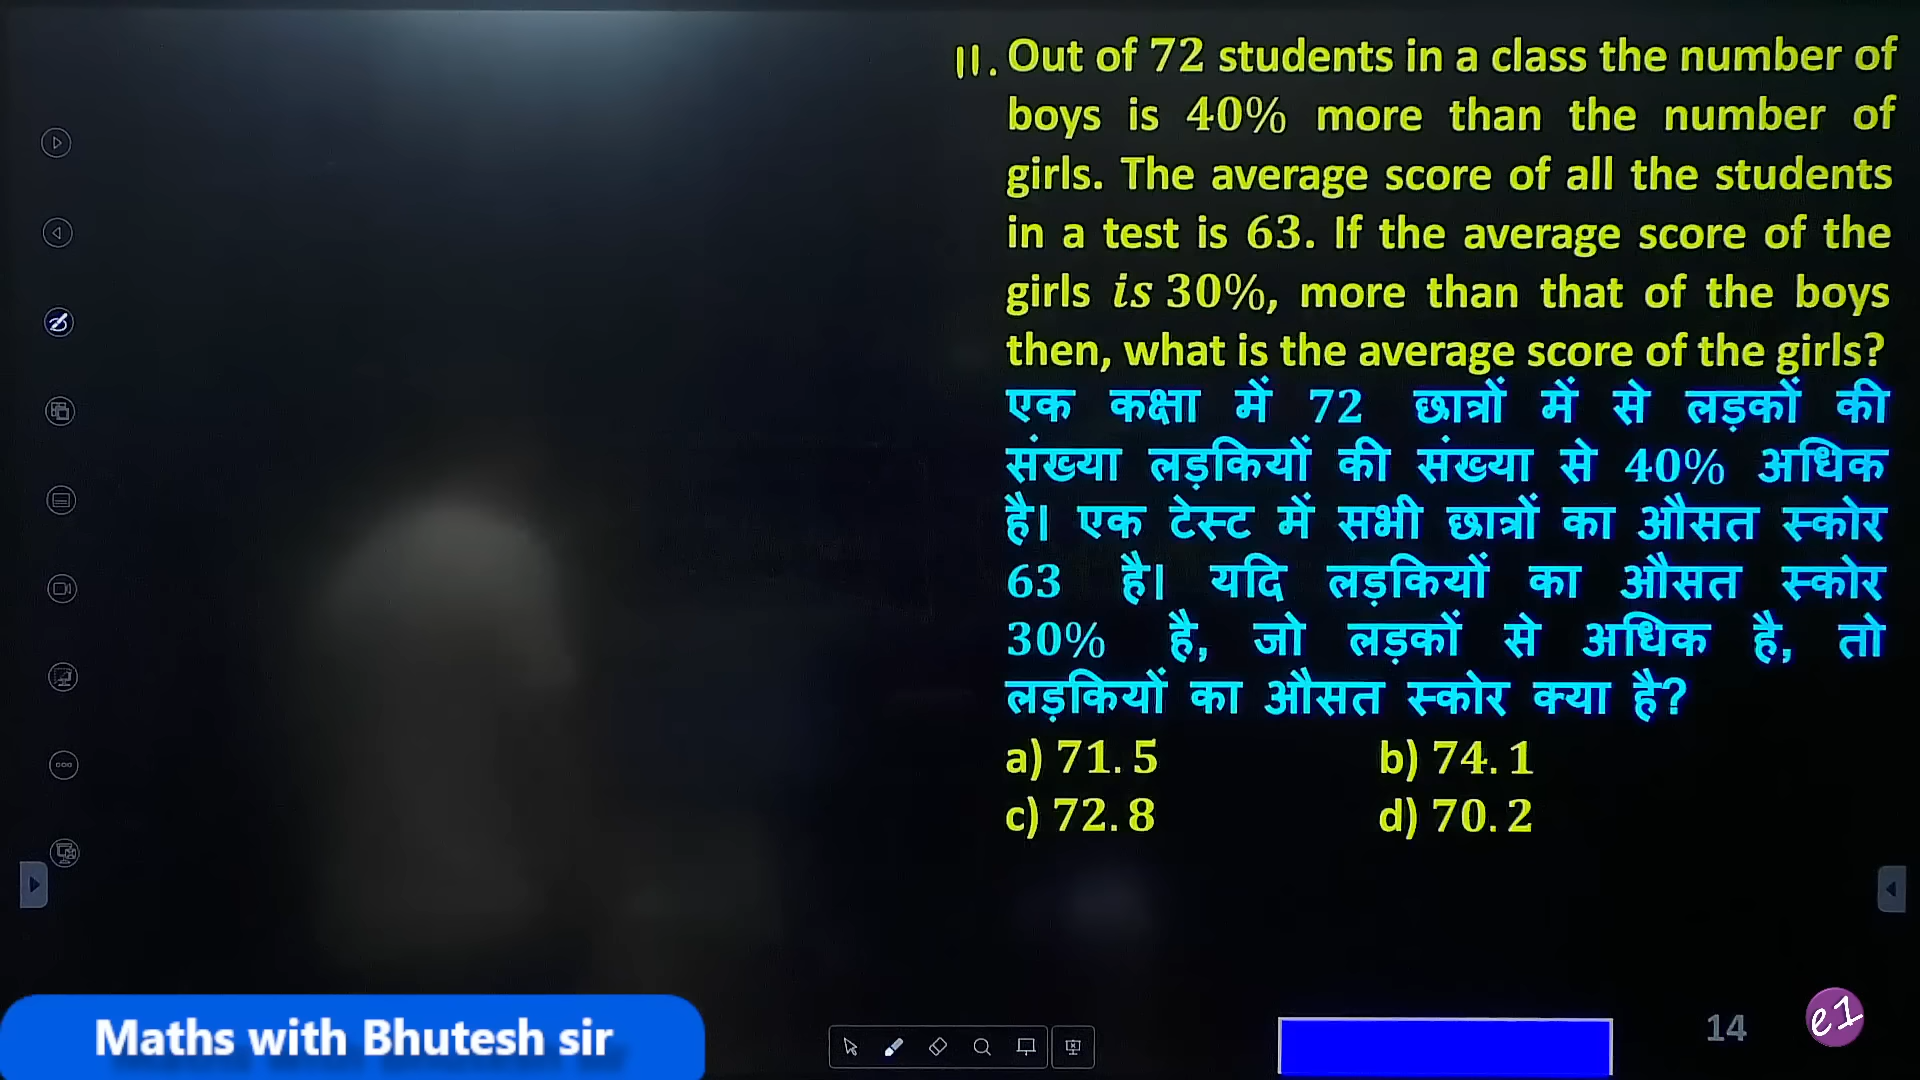 11. Out of 72 students in a class the number of
boys is 40% more than the number of
girls. The average score of all the students
in a test is 63. If the average score of the
girls is 30%, more than that of the boys
then, what is the average score of the girls?
एक कक्षा में 72 छात्रों में से लड़कों की
संख्या लड़कियों की संख्या से 40% अधिक
है। एक टेस्ट में सभी छात्रों का औसत स्कोर
63 है। यदि लड़कियों का औसत स्कोर
30% है, जो लड़कों से अधिक है, तो
लड़कियों का औसत स्कोर क्या है?
a) 71.5 b) 74.1
c) 72.8 d) 70.2
Maths with Bhutesh sir
14
e1